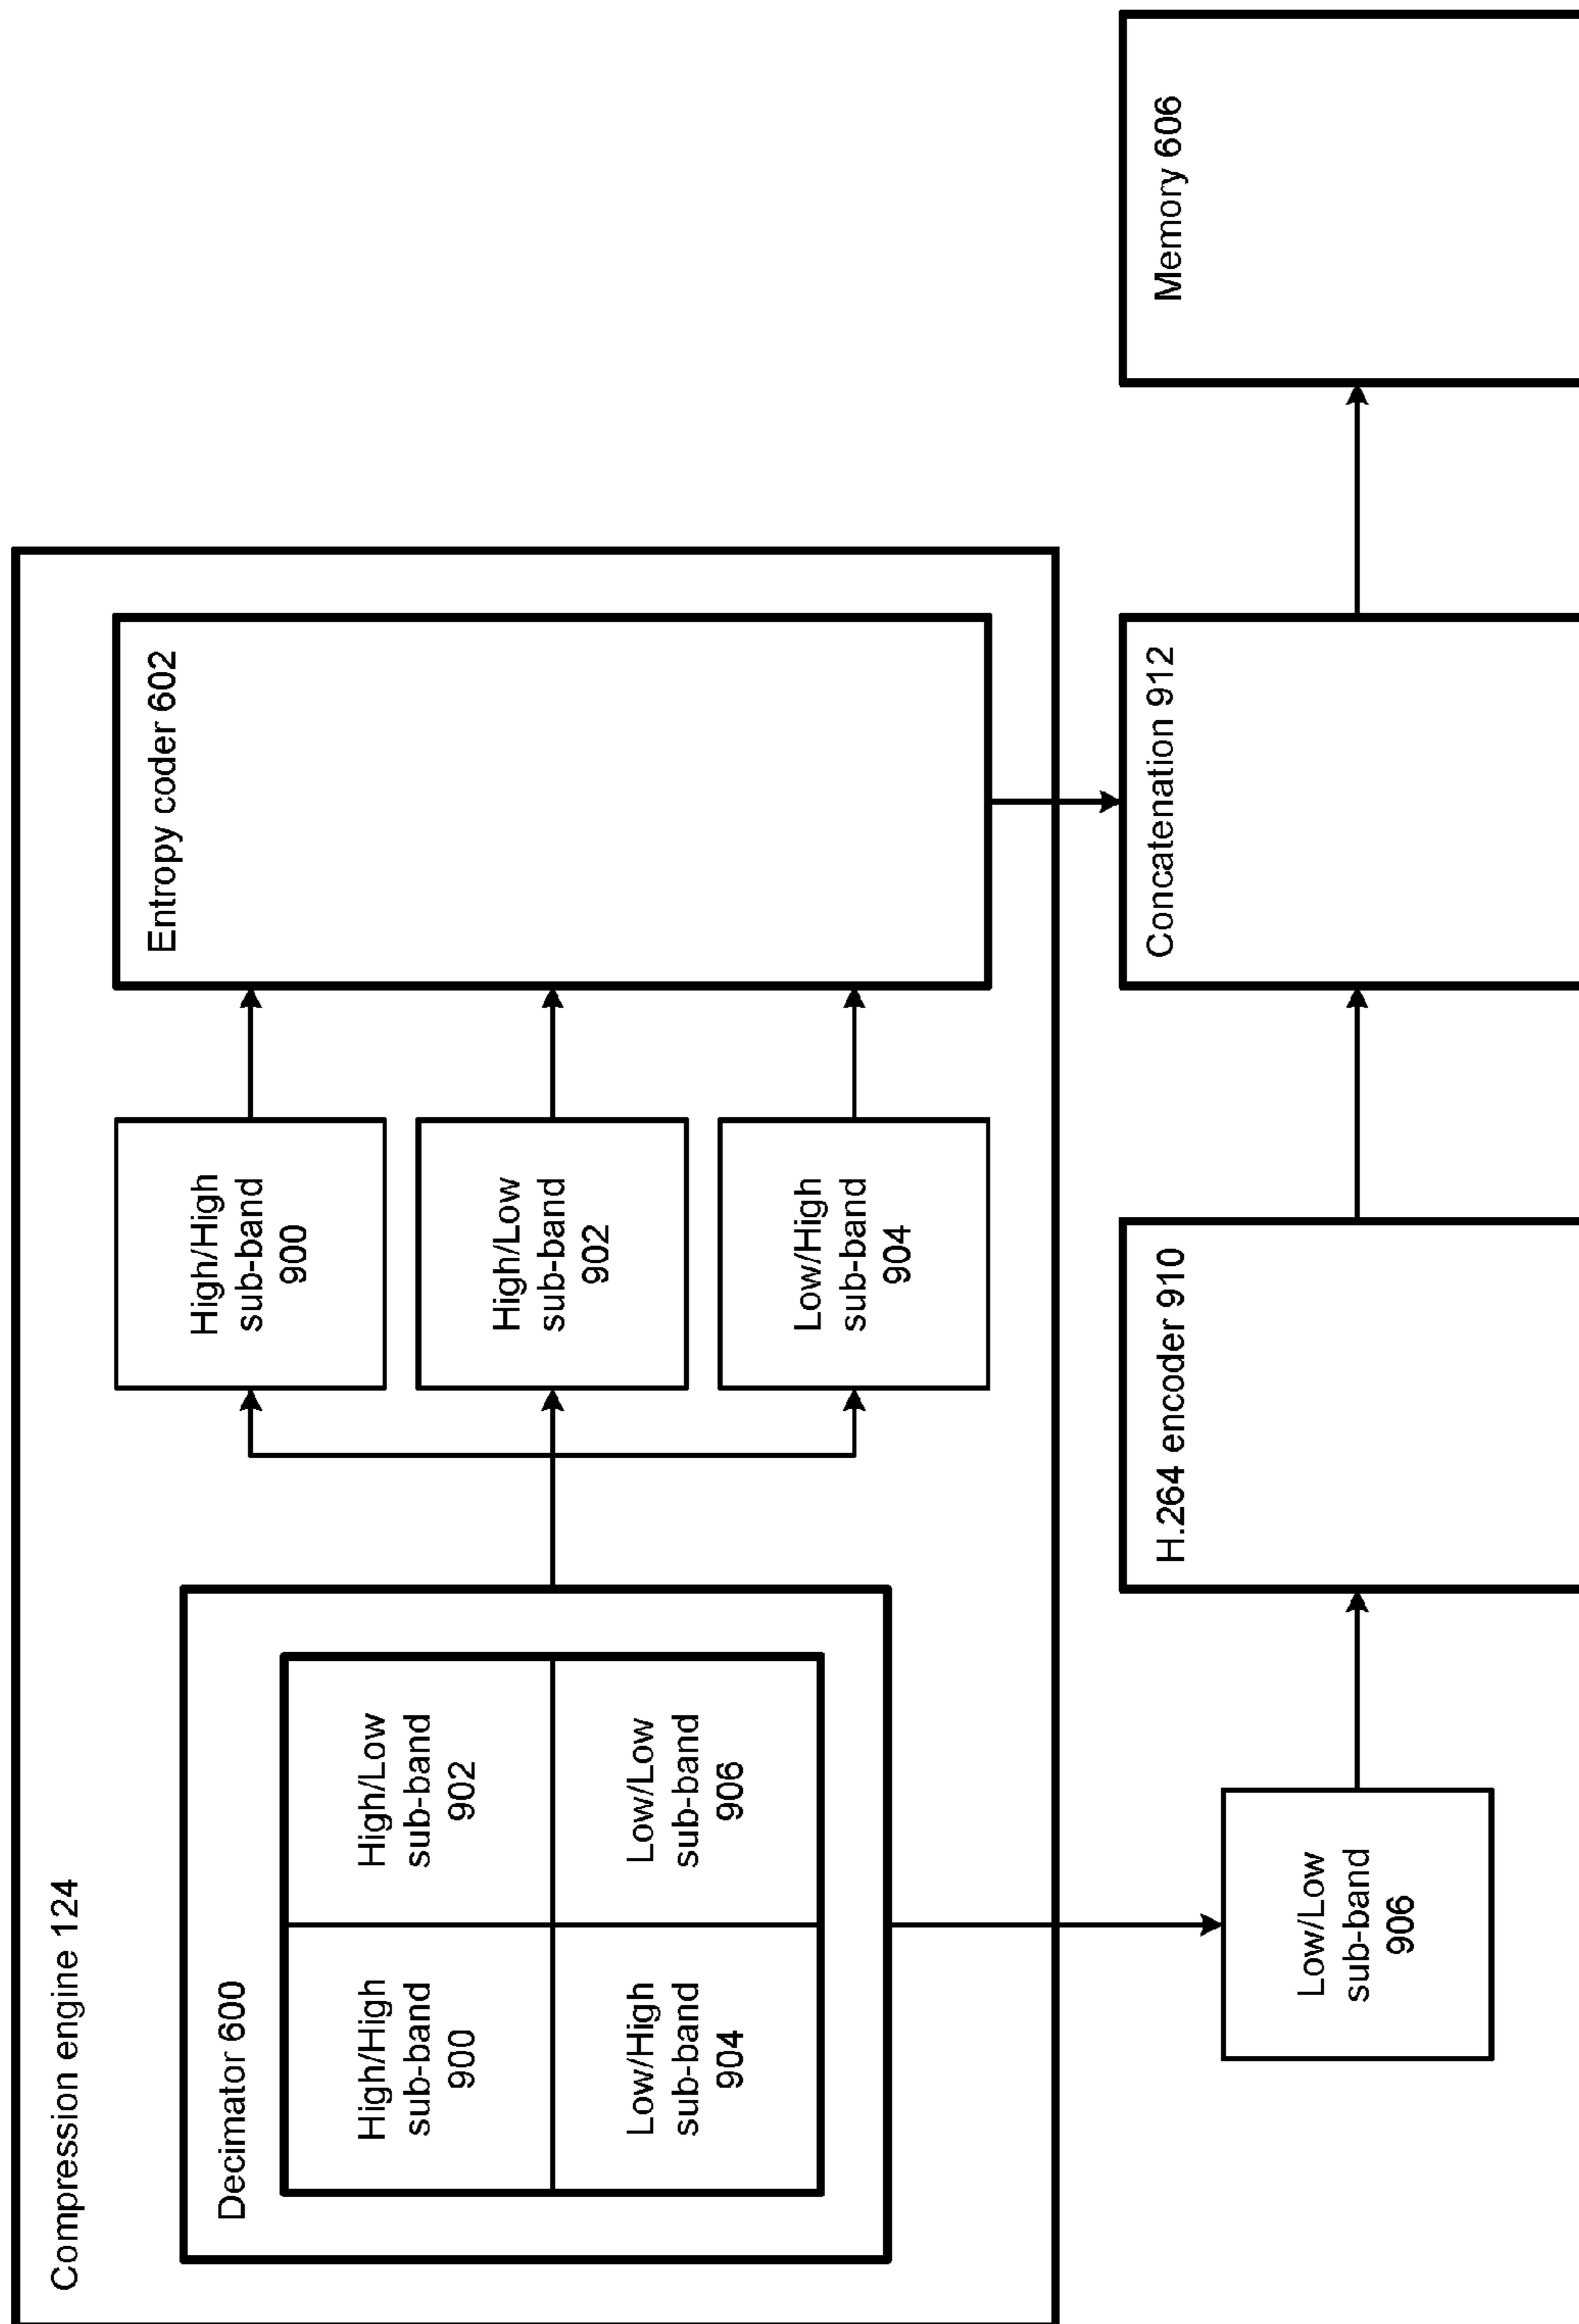 Compression engine 124
Decimator 600
High/High
sub-band
900
High/Low
sub-band
902
Low/High
sub-band
904
Low/Low
sub-band
906
High/High
sub-band
900
High/Low
sub-band
902
Low/High
sub-band
904
Entropy coder 602
Low/Low
sub-band
906
H.264 encoder 910
Concatenation 912
Memory 606